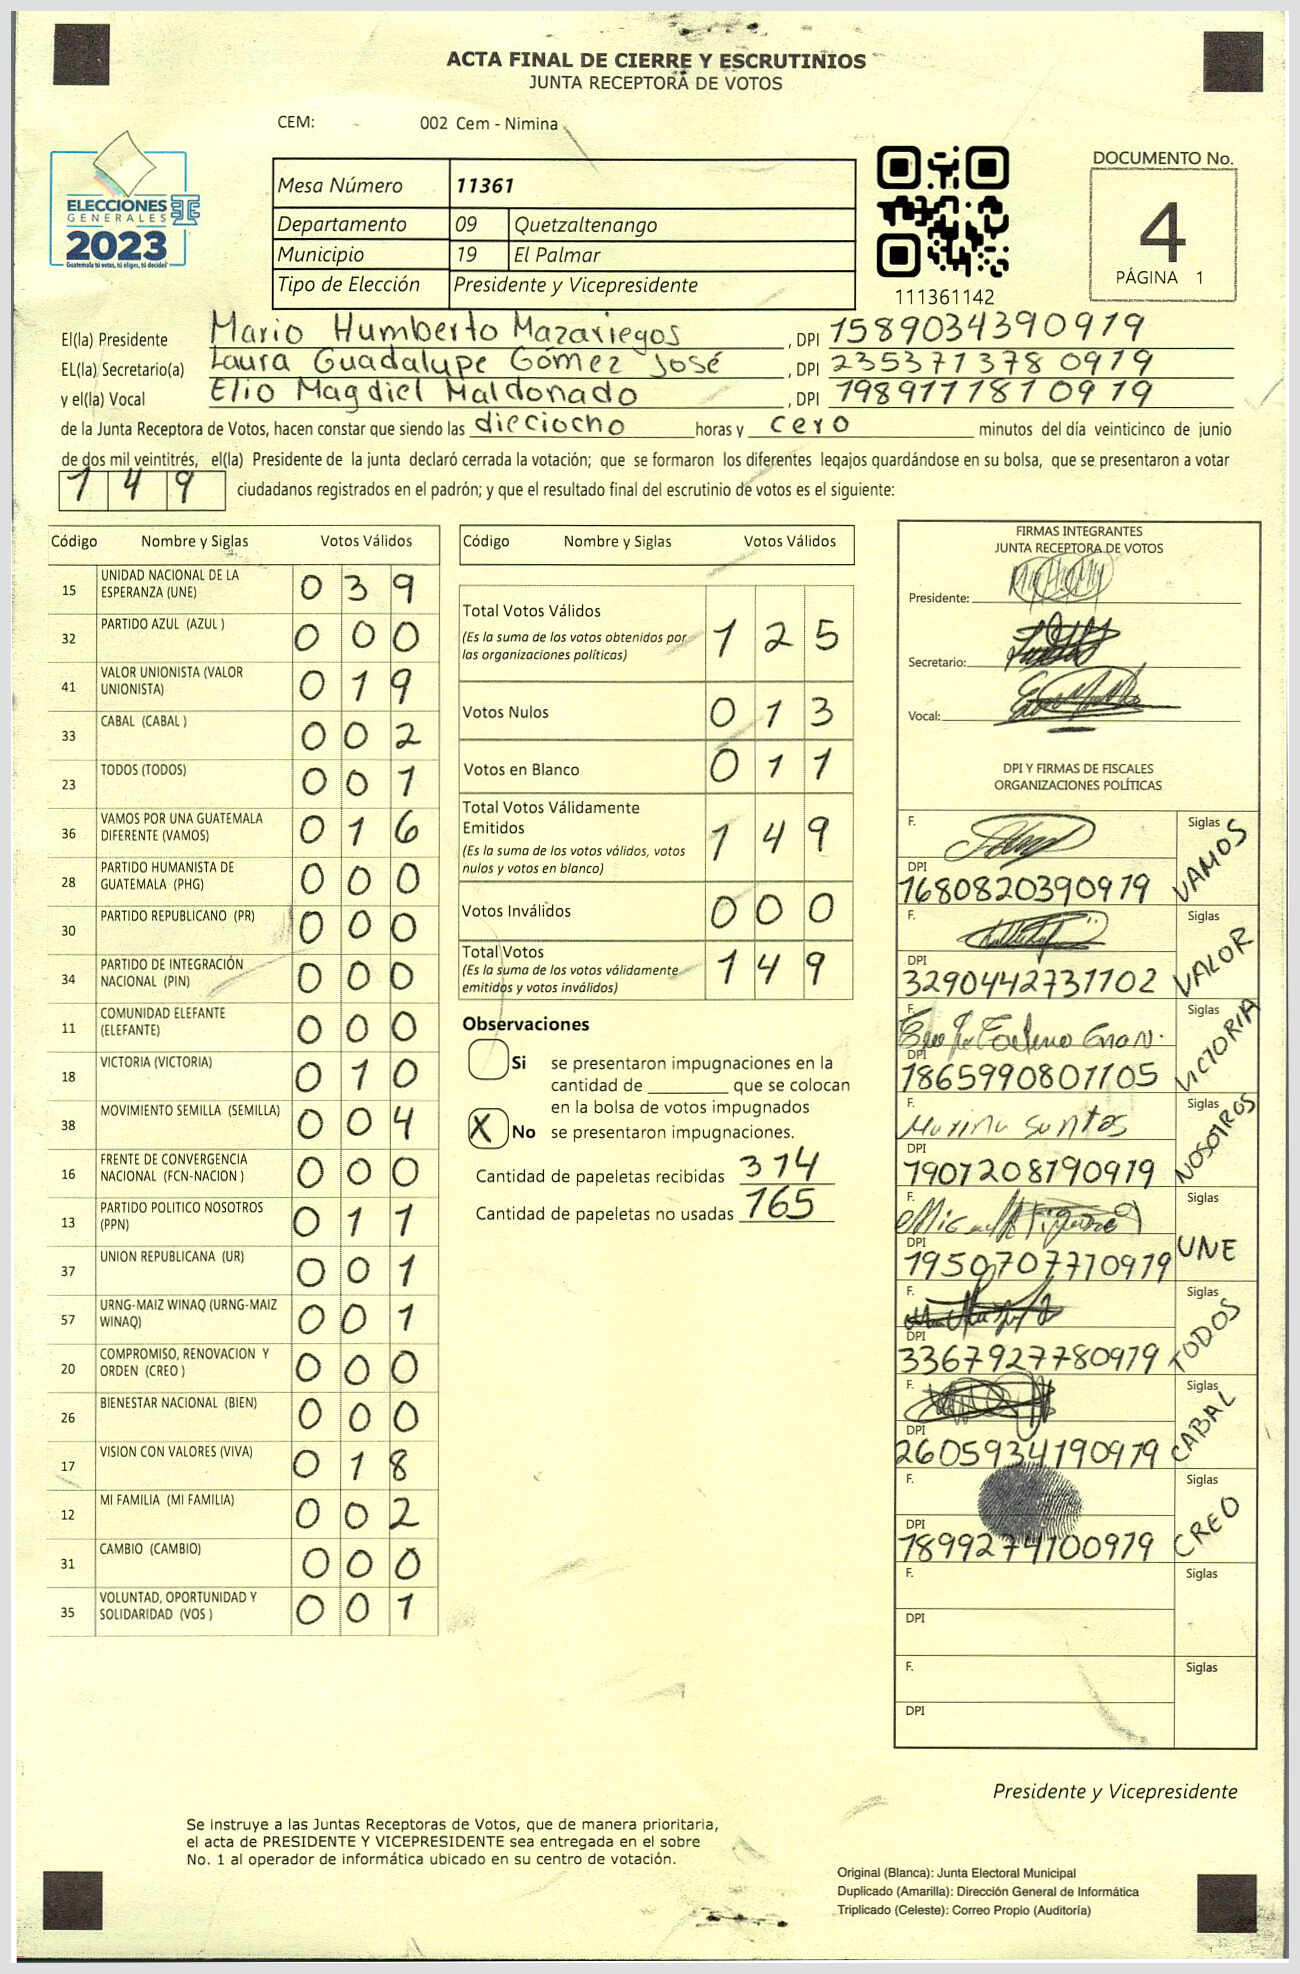 ACTA FINAL DE CIERRE Y ESCRUTINIOS
JUNTA RECEPTORA DE VOTOS
CEM: 002 Cem - Nimina
ELECCIONES
GENERALES
2023
Guatemala tú votas, tú eliges, tú decides
Mesa Número 11361
Departamento 09 Quetzaltenango
Municipio 19 El Palmar
Tipo de Elección Presidente y Vicepresidente
111361142
DOCUMENTO No.
4
PÁGINA 1
El(la) Presidente Mario Humberto Mazariegos, DPI 1589034390919
EL(la) Secretario(a) Laura Guadalupe Gómez José, DPI 2353713780919
y el(la) Vocal Elio Magdiel Maldonado, DPI 1989117810919
de la Junta Receptora de Votos, hacen constar que siendo las dieciocho horas y cero minutos del día veinticinco de junio
de dos mil veintitrés, el(la) Presidente de la junta declaró cerrada la votación; que se formaron los diferentes legajos guardándose en su bolsa, que se presentaron a votar
149 ciudadanos registrados en el padrón; y que el resultado final del escrutinio de votos es el siguiente:
Código Nombre y Siglas Votos Válidos
15 UNIDAD NACIONAL DE LA ESPERANZA (UNE) 039
32 PARTIDO AZUL (AZUL ) 000
41 VALOR UNIONISTA (VALOR UNIONISTA) 019
33 CABAL (CABAL ) 002
23 TODOS (TODOS) 001
36 VAMOS POR UNA GUATEMALA DIFERENTE (VAMOS) 016
28 PARTIDO HUMANISTA DE GUATEMALA (PHG) 000
30 PARTIDO REPUBLICANO (PR) 000
34 PARTIDO DE INTEGRACIÓN NACIONAL (PIN) 000
11 COMUNIDAD ELEFANTE (ELEFANTE) 000
18 VICTORIA (VICTORIA) 010
38 MOVIMIENTO SEMILLA (SEMILLA) 004
16 FRENTE DE CONVERGENCIA NACIONAL (FCN-NACION ) 000
13 PARTIDO POLITICO NOSOTROS (PPN) 011
37 UNION REPUBLICANA (UR) 001
57 URNG-MAIZ WINAQ (URNG-MAIZ WINAQ) 001
20 COMPROMISO, RENOVACION Y ORDEN (CREO ) 000
26 BIENESTAR NACIONAL (BIEN) 000
17 VISION CON VALORES (VIVA) 018
12 MI FAMILIA (MI FAMILIA) 002
31 CAMBIO (CAMBIO) 000
35 VOLUNTAD, OPORTUNIDAD Y SOLIDARIDAD (VOS ) 001
Código Nombre y Siglas Votos Válidos
Total Votos Válidos 125
(Es la suma de los votos obtenidos por
las organizaciones políticas)
Votos Nulos 013
Votos en Blanco 011
Total Votos Válidamente
Emitidos 149
(Es la suma de los votos válidos, votos
nulos y votos en blanco)
Votos Inválidos 000
Total Votos 149
(Es la suma de los votos válidamente
emitidos y votos inválidos)
Observaciones
Si se presentaron impugnaciones en la
cantidad de ________ que se colocan
en la bolsa de votos impugnados
X No se presentaron impugnaciones.
Cantidad de papeletas recibidas 314
Cantidad de papeletas no usadas 165
FIRMAS INTEGRANTES
JUNTA RECEPTORA DE VOTOS
Presidente:
Secretario:
Vocal:
DPI Y FIRMAS DE FISCALES
ORGANIZACIONES POLÍTICAS
F. Siglas VAMOS
DPI 1680820390919
F. Siglas VALOR
DPI 3290442731102
F. Siglas VICTORIA
DPI 1865990801105
F. Marina Santos Siglas NOSOTROS
DPI 1901208190919
F. Siglas UNE
DPI 1950707710919
F. Siglas TODOS
DPI 3367927780919
F. Siglas CABAL
DPI 2605934190919
F. Siglas CREO
DPI 1899274100919
F. Siglas
DPI
F. Siglas
DPI
Presidente y Vicepresidente
Se instruye a las Juntas Receptoras de Votos, que de manera prioritaria,
el acta de PRESIDENTE Y VICEPRESIDENTE sea entregada en el sobre
No. 1 al operador de informática ubicado en su centro de votación.
Original (Blanca): Junta Electoral Municipal
Duplicado (Amarilla): Dirección General de Informática
Triplicado (Celeste): Correo Propio (Auditoría)